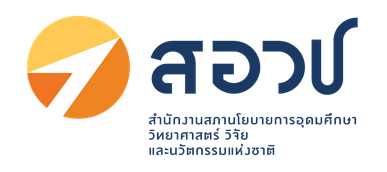 สอวช
สำนักงานสภานโยบายการอุดมศึกษา
วิทยาศาสตร์ วิจัย
และนวัตกรรมแห่งชาติ